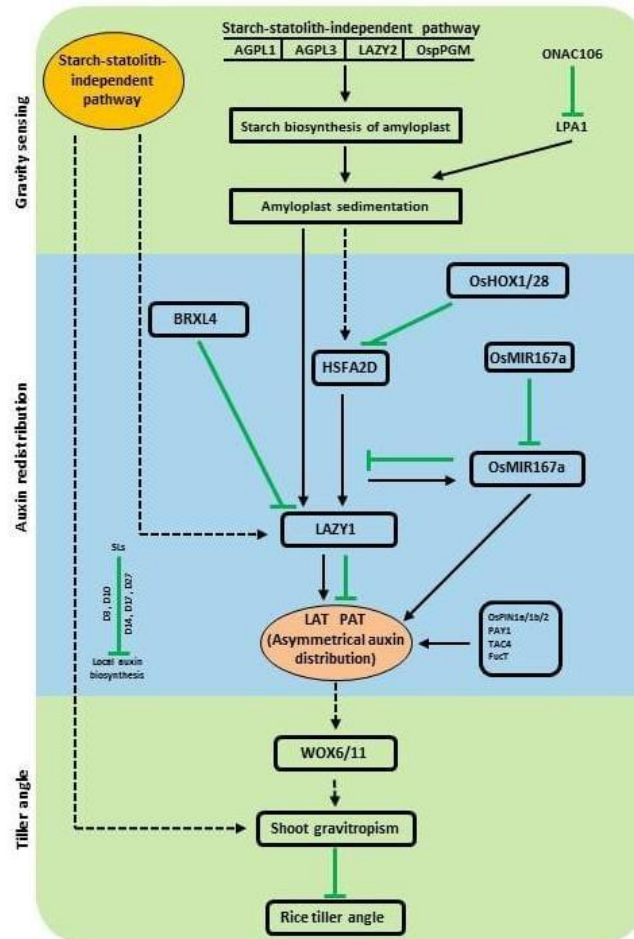 Starch-statolith-independent pathway
AGPL1 AGPL3 LAZY2 OspPGM
Starch-statolith-
independent
pathway
ONAC106
Starch biosynthesis of amyloplast
LPA1
Amyloplast sedimentation
Gravity sensing
OsHOX1/28
BRXL4
HSFA2D
OsMIR167a
OsMIR167a
LAZY1
Auxin redistribution
SLs
D3, D10
D14, D17, D27
Local auxin
biosynthesis
LAT PAT
(Asymmetrical auxin
distribution)
OsPIN1a/1b/2
PAY1
TAC4
FucT
WOX6/11
Tiller angle
Shoot gravitropism
Rice tiller angle